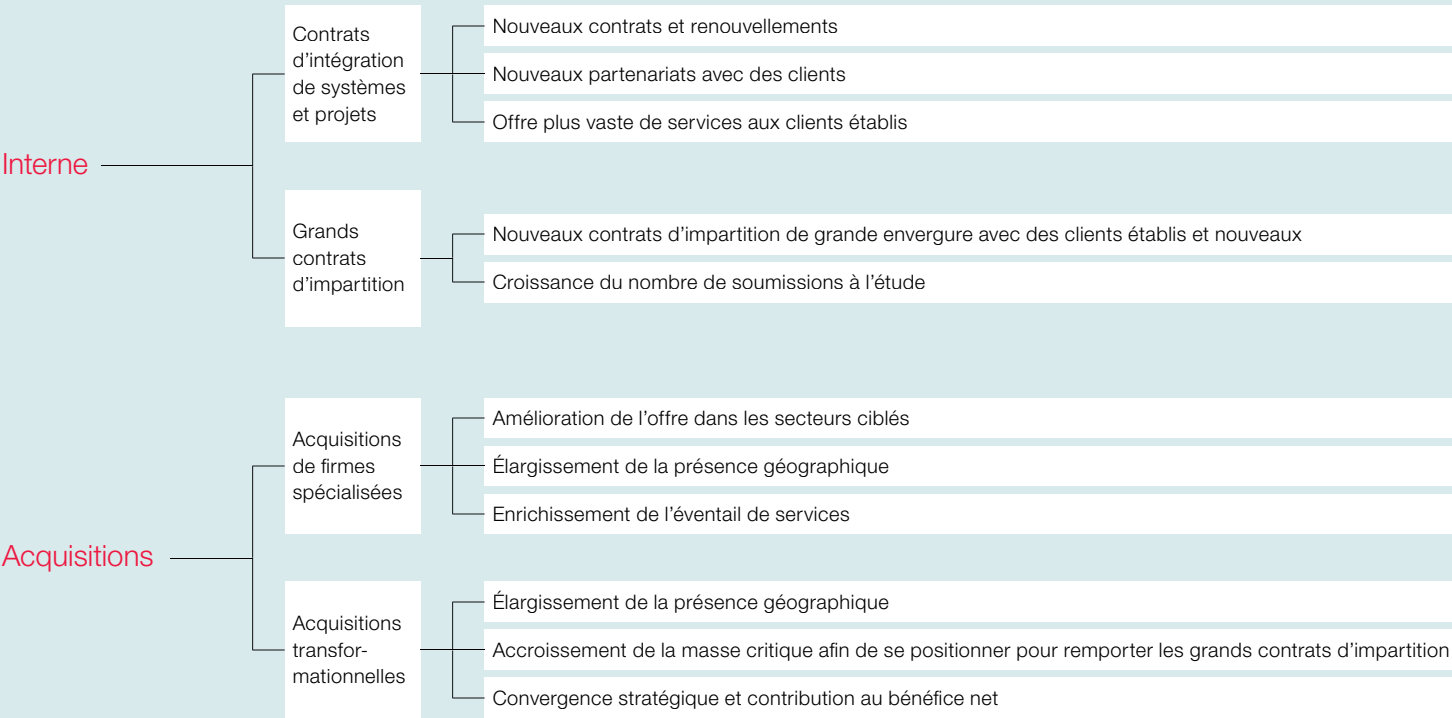 Interne
Contrats
d’intégration
de systèmes
et projets
Nouveaux contrats et renouvellements
Nouveaux partenariats avec des clients
Offre plus vaste de services aux clients établis
Grands
contrats
d’impartition
Nouveaux contrats d’impartition de grande envergure avec des clients établis et nouveaux
Croissance du nombre de soumissions à l’étude
Acquisitions
Acquisitions
de firmes
spécialisées
Amélioration de l’offre dans les secteurs ciblés
Élargissement de la présence géographique
Enrichissement de l’éventail de services
Acquisitions
transfor-
mationnelles
Élargissement de la présence géographique
Accroissement de la masse critique afin de se positionner pour remporter les grands contrats d’impartition
Convergence stratégique et contribution au bénéfice net